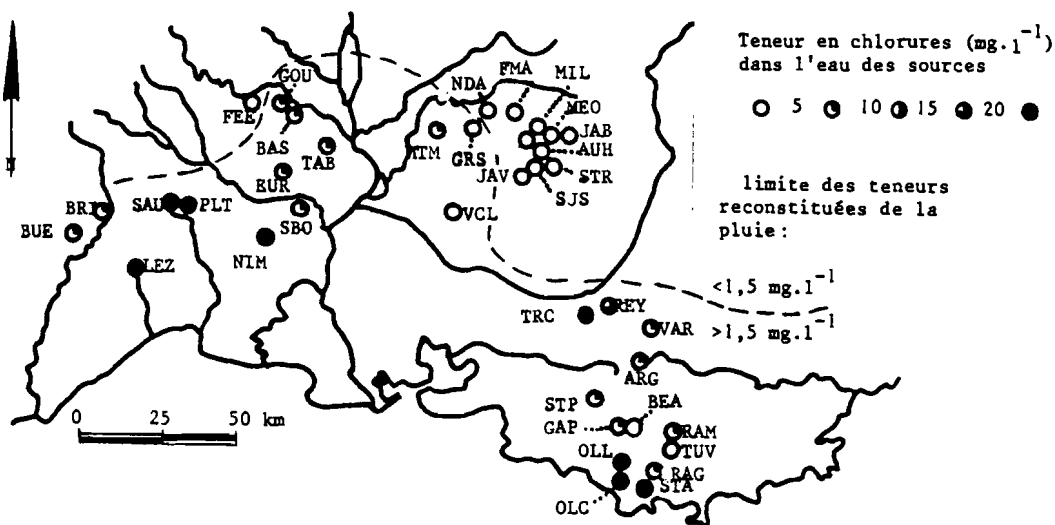 N
Teneur en chlorures (mg.l⁻¹)
dans l'eau des sources
5 10 15 20
limite des teneurs
reconstituées de la
pluie :
<1,5 mg.l⁻¹
>1,5 mg.l⁻¹
GOU
FEE
BAS
TAB
EUR
SBO
BRI
BUE
SAU
PLT
NIM
LEZ
NDA
FMA
MIL
MEO
JAB
AUH
STR
SJS
JAV
GRS
VCL
TRC
REY
VAR
ARG
STP
BEA
GAP
RAM
TUV
OLL
RAG
STA
OLC
0 25 50 km